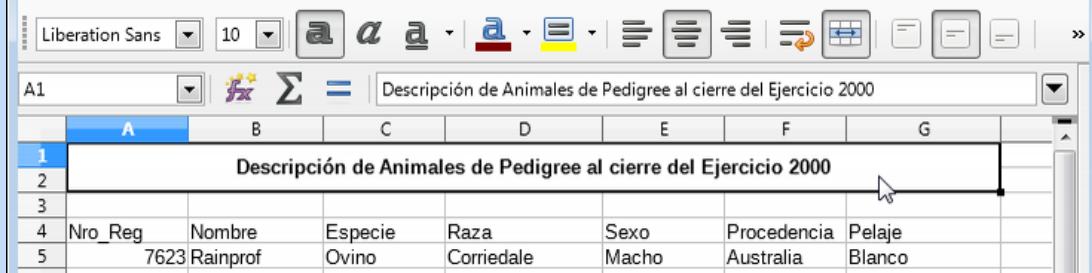 Liberation Sans 10 a a a a »
A1 fx Σ = Descripción de Animales de Pedigree al cierre del Ejercicio 2000
A B C D E F G
1 Descripción de Animales de Pedigree al cierre del Ejercicio 2000
2
3
4 Nro_Reg Nombre Especie Raza Sexo Procedencia Pelaje
5 7623 Rainprof Ovino Corriedale Macho Australia Blanco